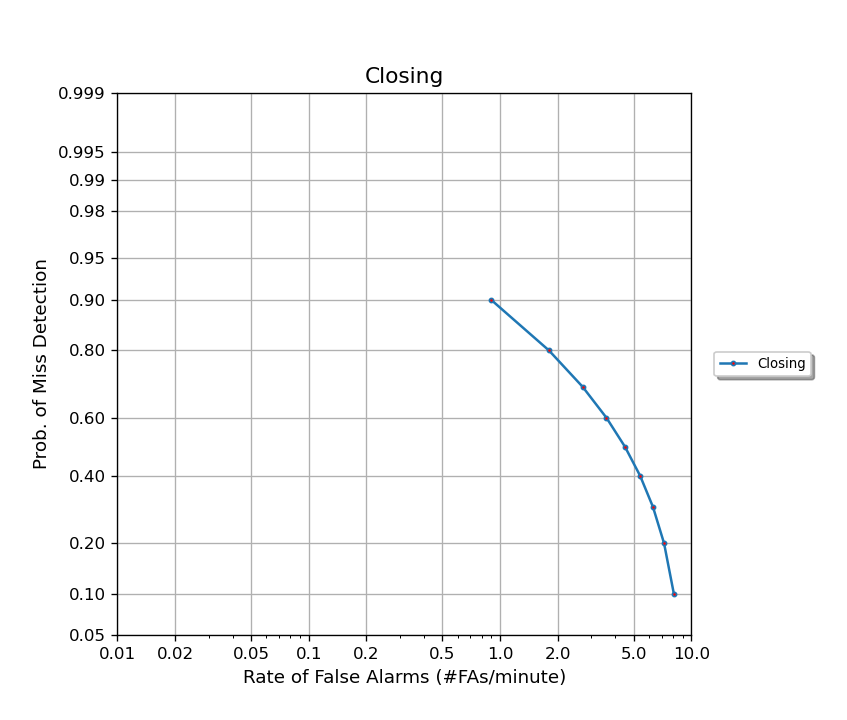 Closing
0.999
0.995
0.99
0.98
0.95
0.90
0.80
0.60
0.40
0.20
0.10
0.05
Prob. of Miss Detection
0.01 0.02 0.05 0.1 0.2 0.5 1.0 2.0 5.0 10.0
Rate of False Alarms (#FAs/minute)
Closing